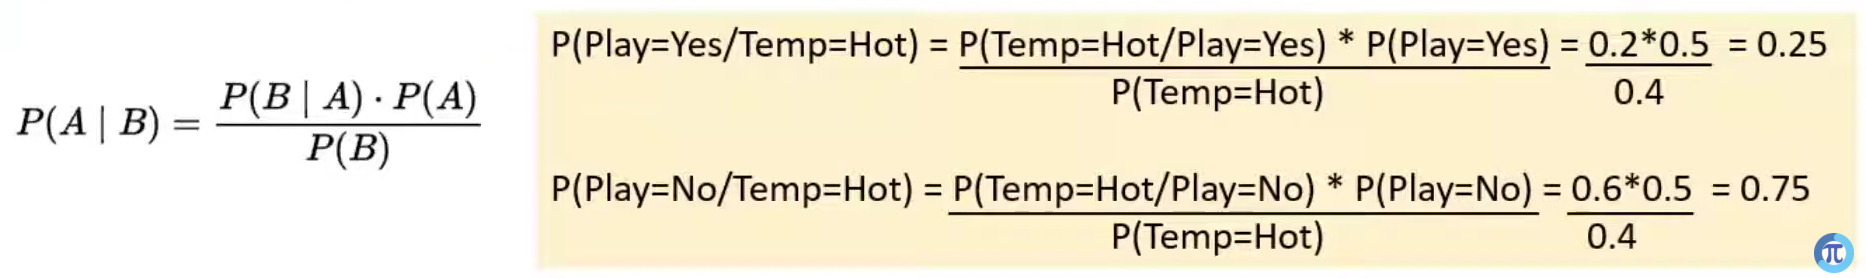 P(A | B) = P(B | A) · P(A) / P(B)
P(Play=Yes/Temp=Hot) = P(Temp=Hot/Play=Yes) * P(Play=Yes) = 0.2*0.5 = 0.25
P(Temp=Hot) 0.4
P(Play=No/Temp=Hot) = P(Temp=Hot/Play=No) * P(Play=No) = 0.6*0.5 = 0.75
P(Temp=Hot) 0.4
π